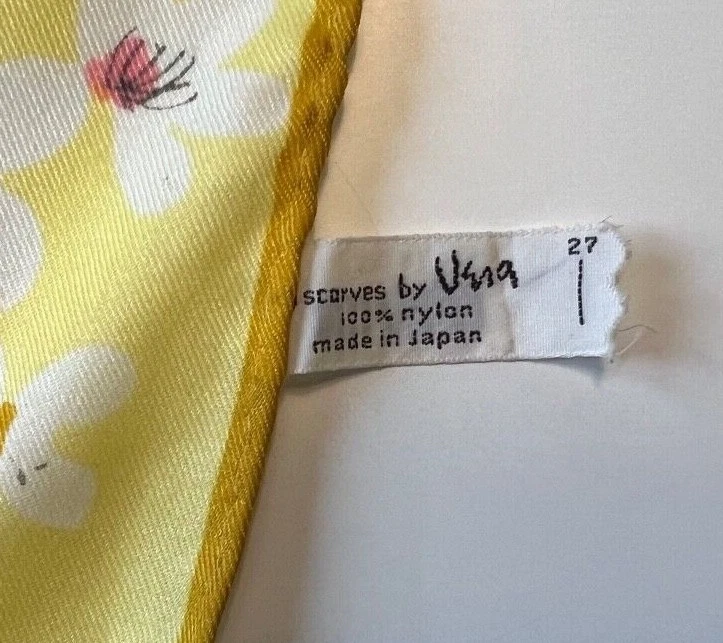 scarves by Vera
100% nylon
made in Japan
27